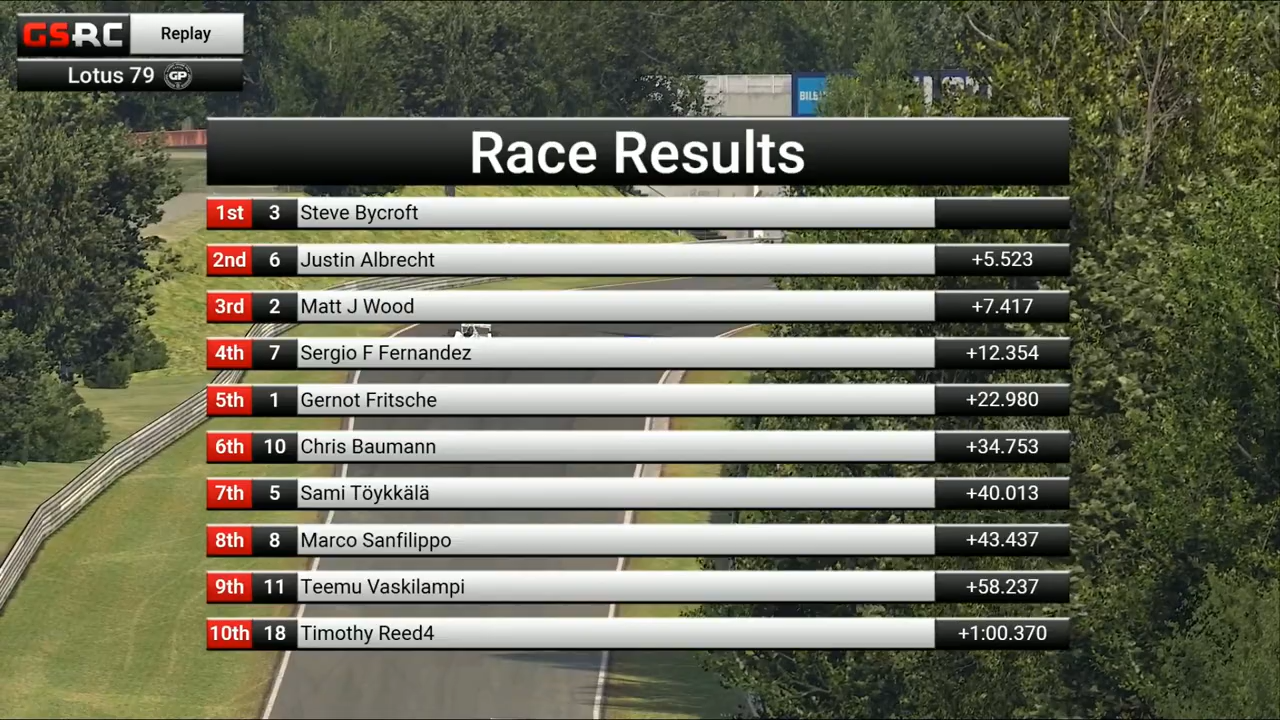 GSRC Replay
Lotus 79 GP
BILS
Race Results
1st 3 Steve Bycroft
2nd 6 Justin Albrecht +5.523
3rd 2 Matt J Wood +7.417
4th 7 Sergio F Fernandez +12.354
5th 1 Gernot Fritsche +22.980
6th 10 Chris Baumann +34.753
7th 5 Sami Töykkälä +40.013
8th 8 Marco Sanfilippo +43.437
9th 11 Teemu Vaskilampi +58.237
10th 18 Timothy Reed4 +1:00.370